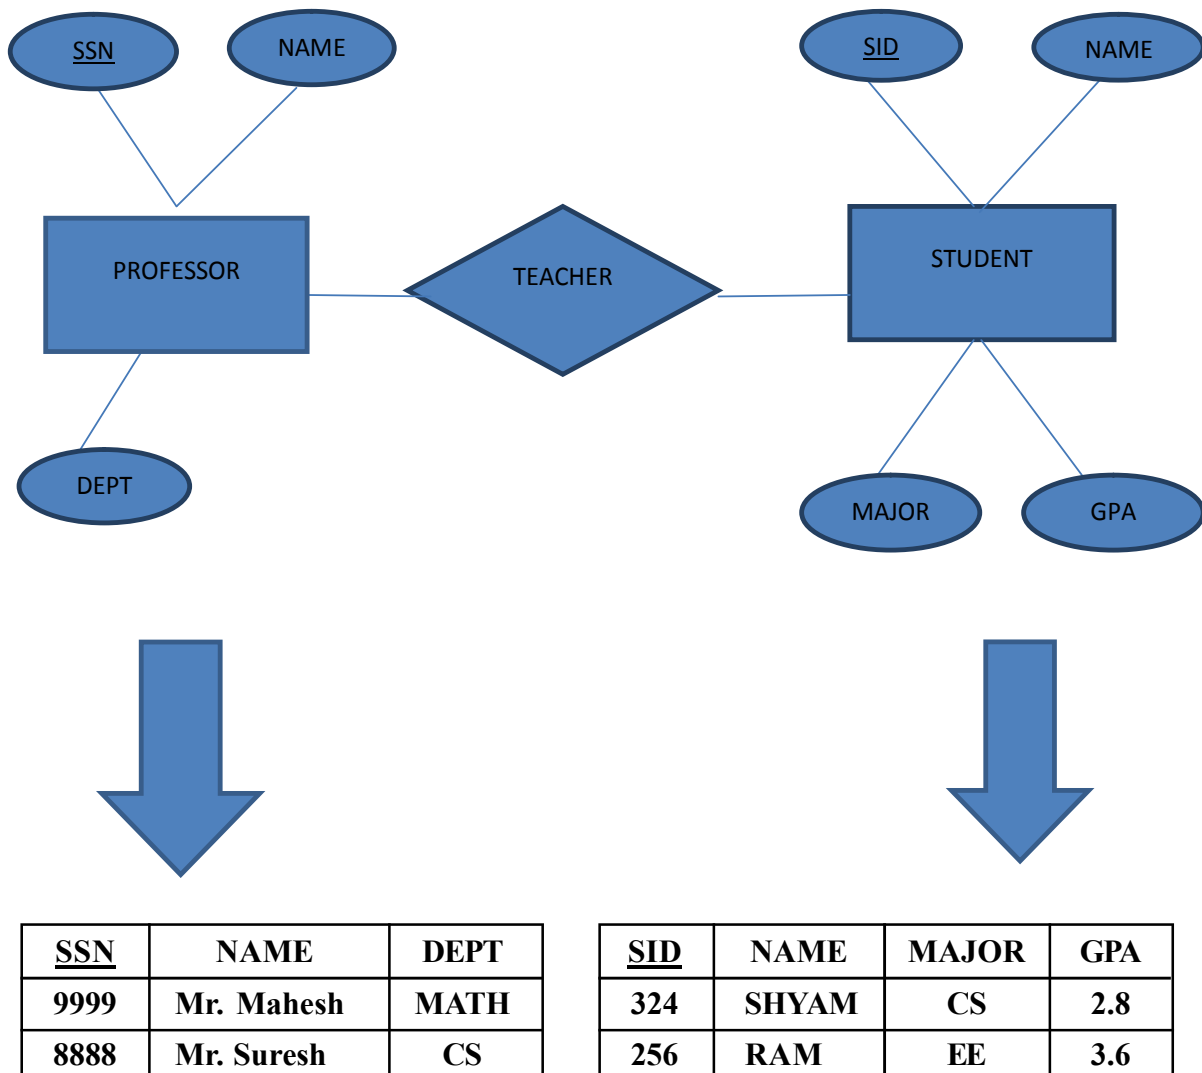 SSN NAME SID NAME
PROFESSOR TEACHER STUDENT
DEPT MAJOR GPA
SSN NAME DEPT
9999 Mr. Mahesh MATH
8888 Mr. Suresh CS
SID NAME MAJOR GPA
324 SHYAM CS 2.8
256 RAM EE 3.6